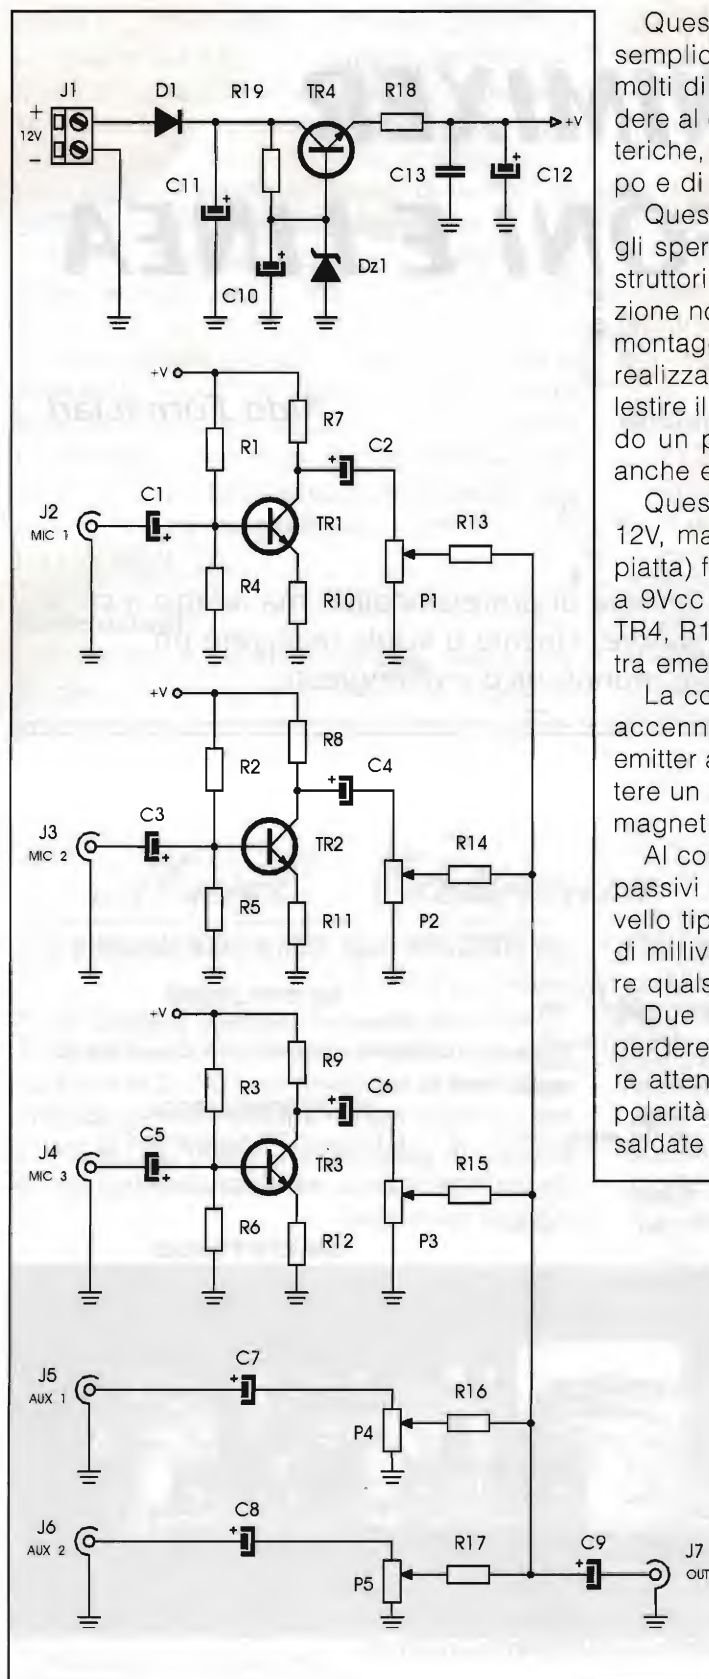 J1
D1
R19
TR4
R18
+
12V
−
+V
C11
+
C13
+
C12
C10
+
Dz1
+V
R7
R1
C2
+
J2
C1
MIC 1
+
TR1
R13
R4
R10
P1
+V
R8
R2
C4
+
J3
C3
MIC 2
+
TR2
R14
R5
R11
P2
+V
R9
R3
C6
+
J4
C5
MIC 3
+
TR3
R15
R6
R12
P3
J5
C7
AUX 1
+
R16
P4
J6
C8
AUX 2
+
R17
P5
C9
+
J7
OUT
Ques
semplic
molti di
dere al
teriche,
po e di
Ques
gli sper
struttori
zione no
montag
realizza
lestire il
do un p
anche e
Ques
12V, ma
piatta) f
a 9Vcc
TR4, R1
tra eme
La co
accenn
emitter a
tere un
magnet
Al co
passivi
vello tip
di milliv
re quals
Due
perdere
re atten
polarità
saldate